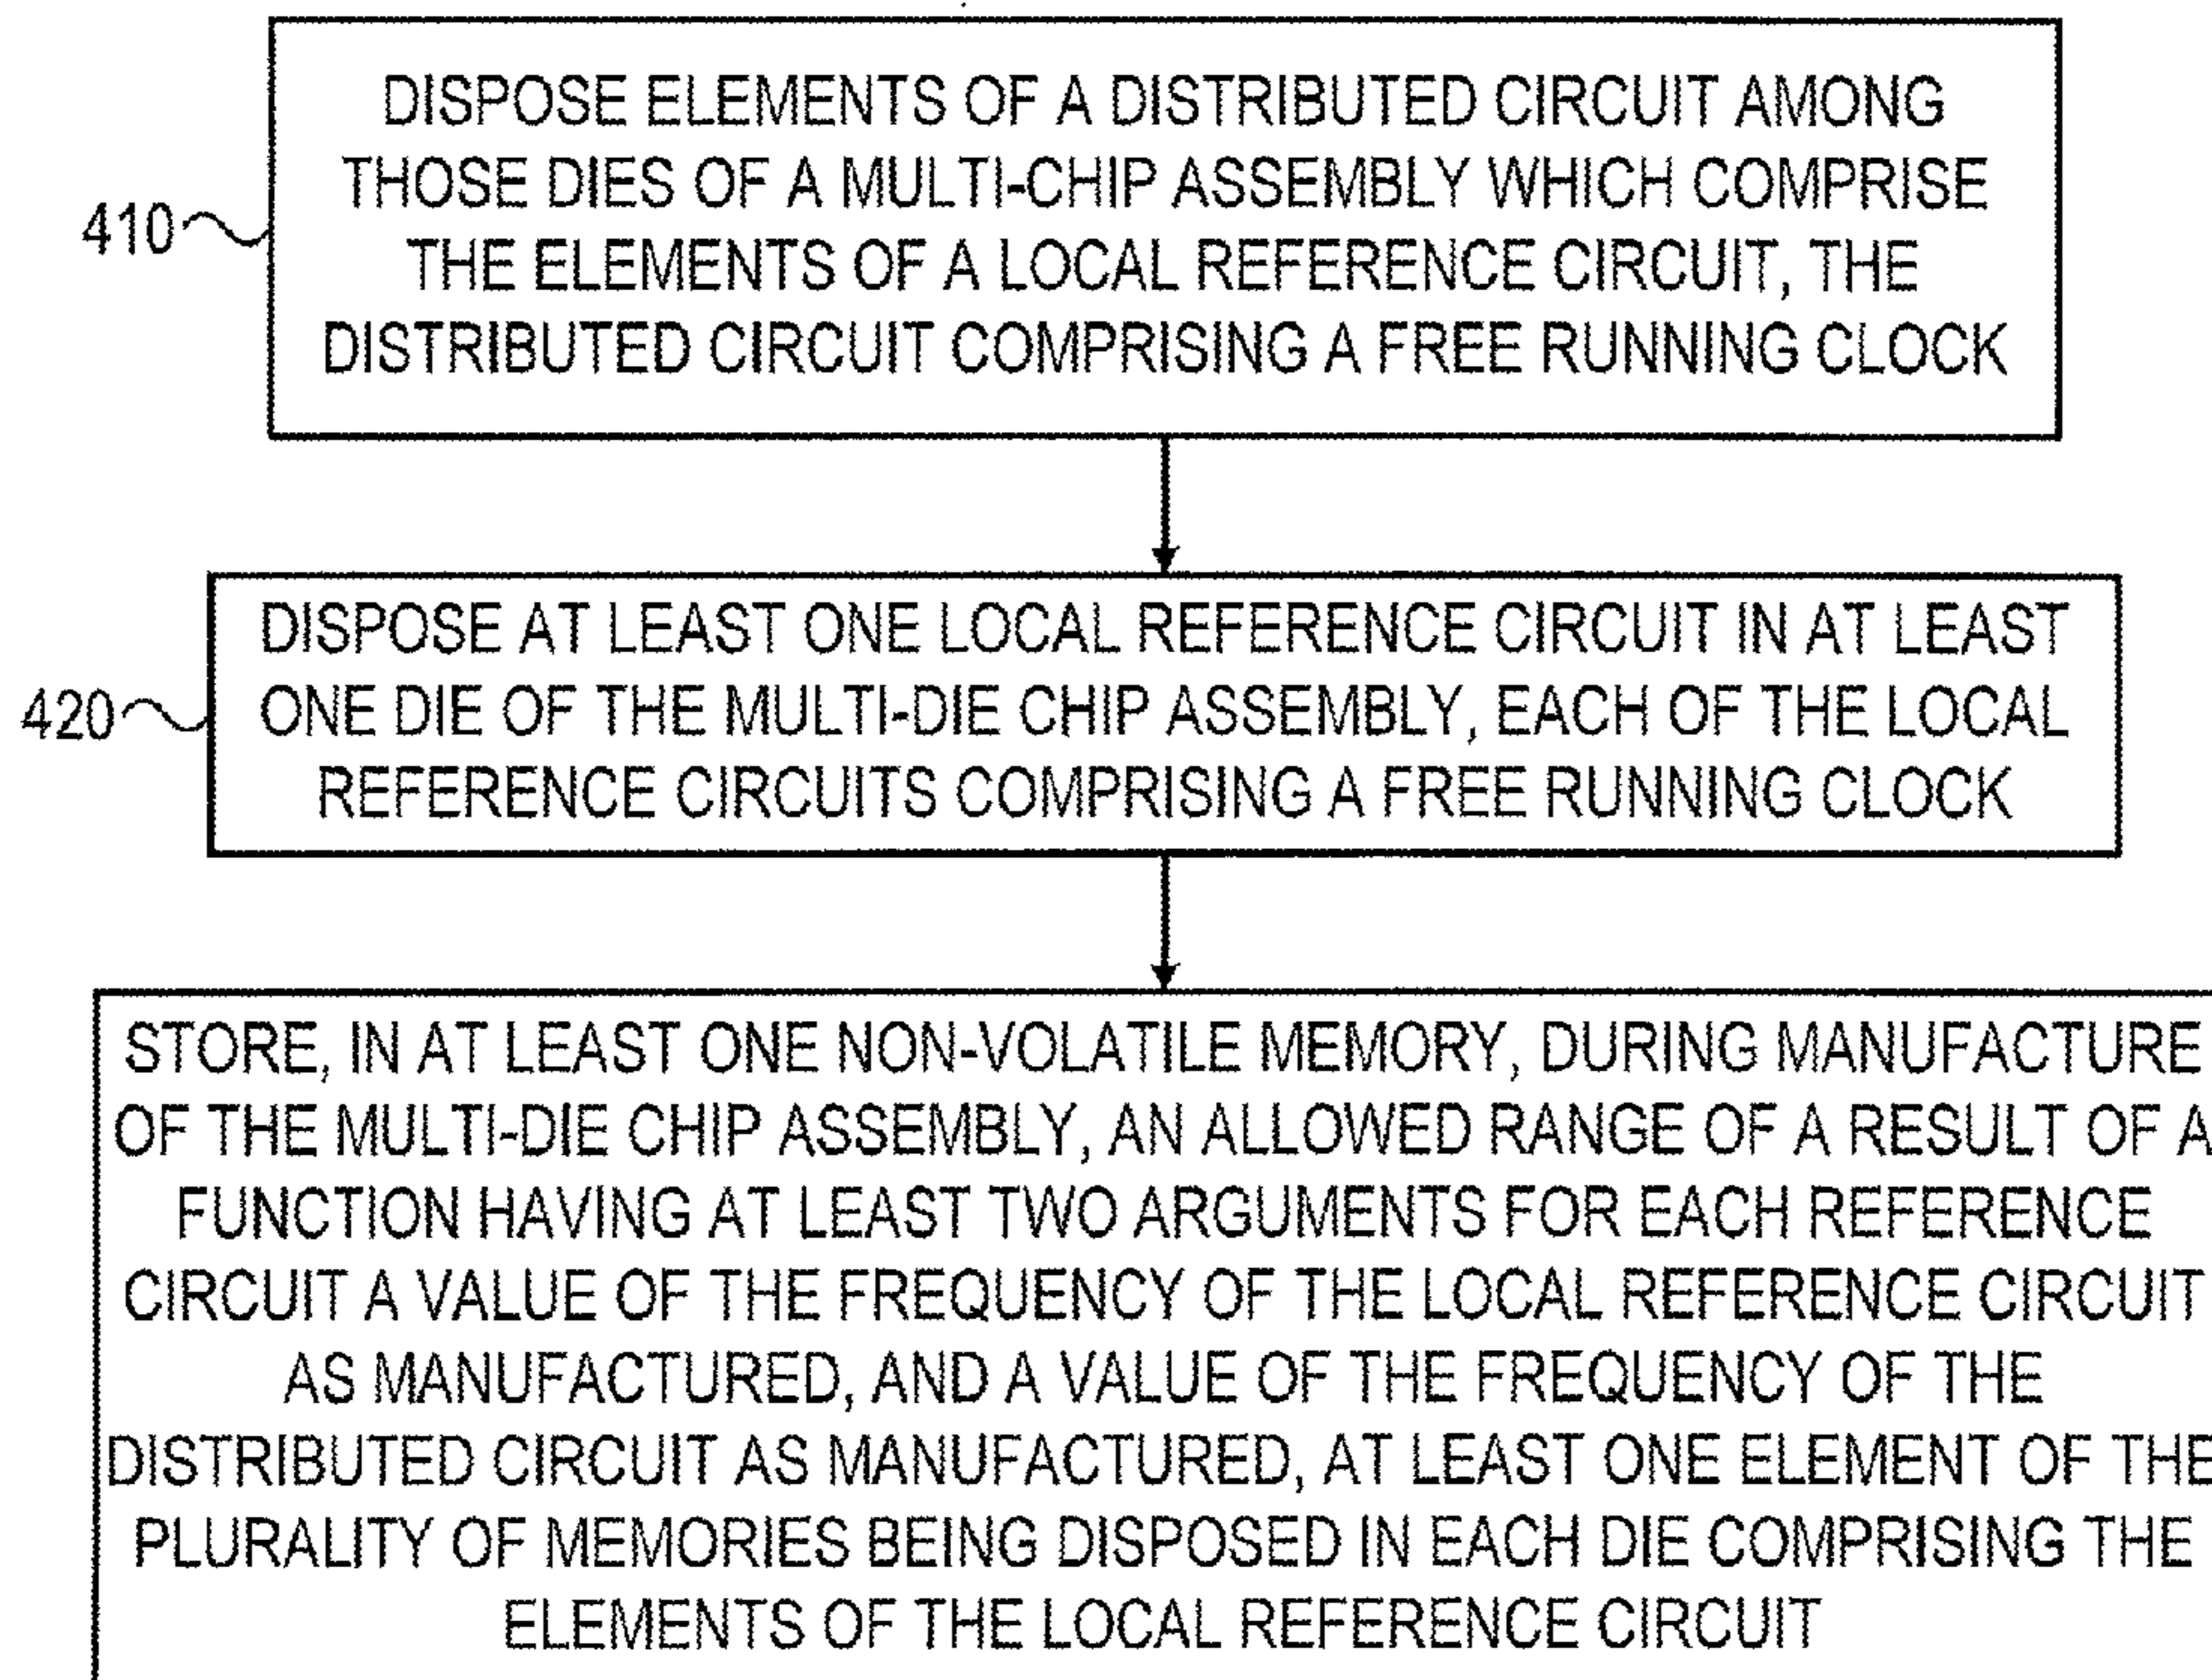 DISPOSE ELEMENTS OF A DISTRIBUTED CIRCUIT AMONG
THOSE DIES OF A MULTI-CHIP ASSEMBLY WHICH COMPRISE
410
THE ELEMENTS OF A LOCAL REFERENCE CIRCUIT, THE
DISTRIBUTED CIRCUIT COMPRISING A FREE RUNNING CLOCK
DISPOSE AT LEAST ONE LOCAL REFERENCE CIRCUIT IN AT LEAST
420
ONE DIE OF THE MULTI-DIE CHIP ASSEMBLY, EACH OF THE LOCAL
REFERENCE CIRCUITS COMPRISING A FREE RUNNING CLOCK
STORE, IN AT LEAST ONE NON-VOLATILE MEMORY, DURING MANUFACTURE
OF THE MULTI-DIE CHIP ASSEMBLY, AN ALLOWED RANGE OF A RESULT OF A
FUNCTION HAVING AT LEAST TWO ARGUMENTS FOR EACH REFERENCE
CIRCUIT A VALUE OF THE FREQUENCY OF THE LOCAL REFERENCE CIRCUIT
AS MANUFACTURED, AND A VALUE OF THE FREQUENCY OF THE
DISTRIBUTED CIRCUIT AS MANUFACTURED, AT LEAST ONE ELEMENT OF THE
PLURALITY OF MEMORIES BEING DISPOSED IN EACH DIE COMPRISING THE
ELEMENTS OF THE LOCAL REFERENCE CIRCUIT